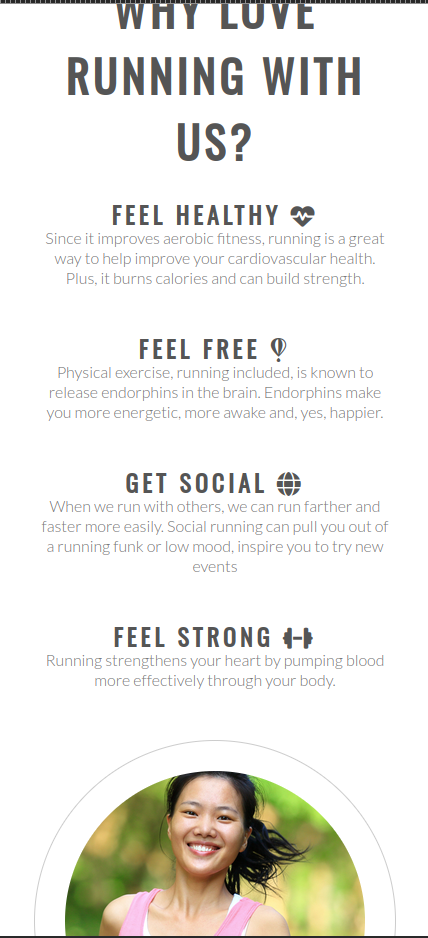 WHY LOVE
RUNNING WITH
US?
FEEL HEALTHY
Since it improves aerobic fitness, running is a great
way to help improve your cardiovascular health.
Plus, it burns calories and can build strength.
FEEL FREE
Physical exercise, running included, is known to
release endorphins in the brain. Endorphins make
you more energetic, more awake and, yes, happier.
GET SOCIAL
When we run with others, we can run farther and
faster more easily. Social running can pull you out of
a running funk or low mood, inspire you to try new
events
FEEL STRONG
Running strengthens your heart by pumping blood
more effectively through your body.